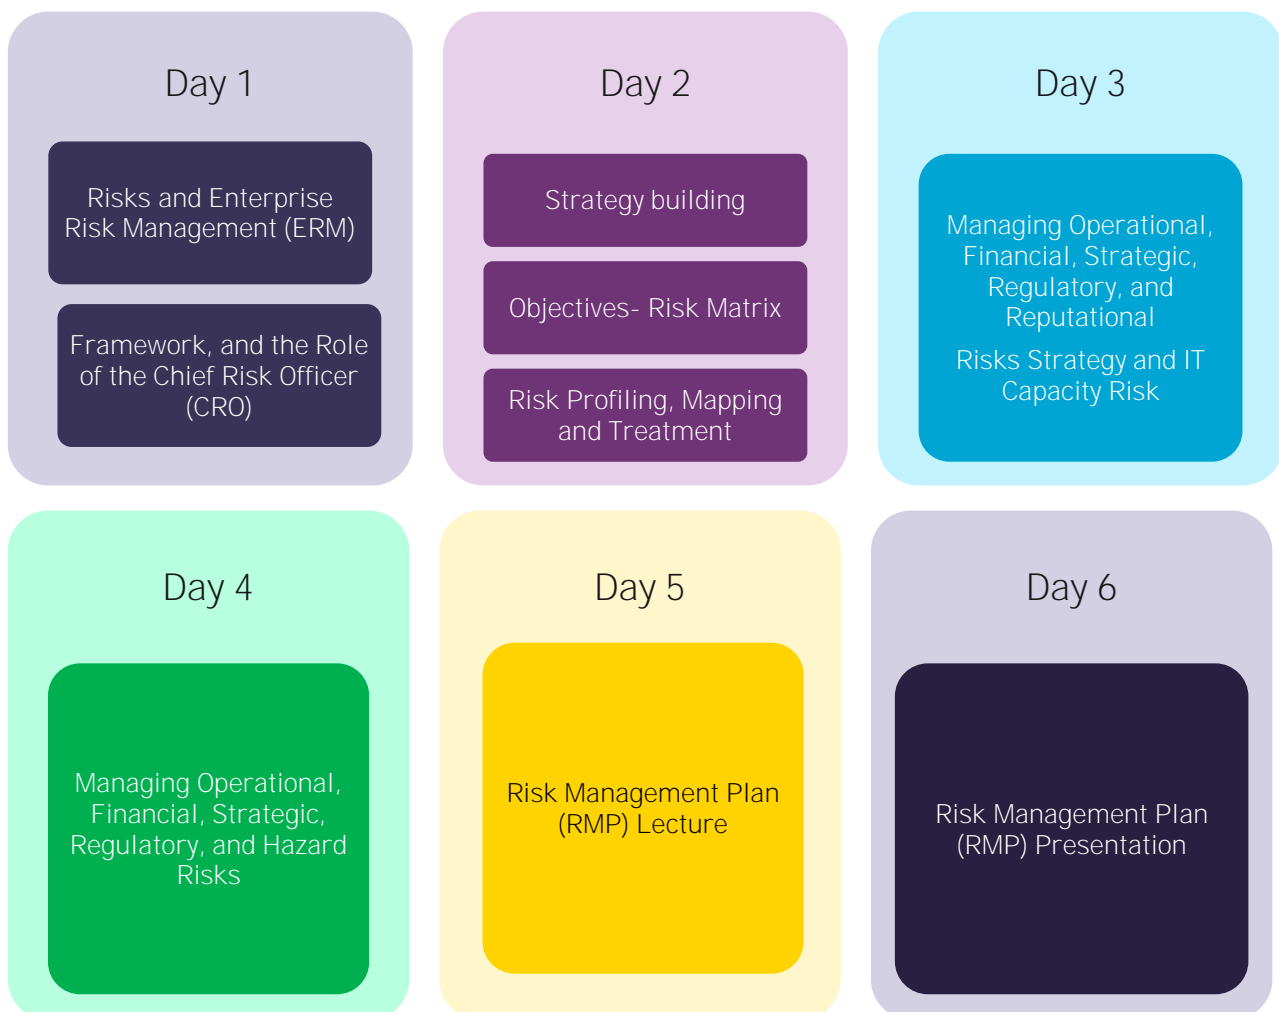 Day 1
Risks and Enterprise
Risk Management (ERM)
Framework, and the Role
of the Chief Risk Officer
(CRO)
Day 2
Strategy building
Objectives- Risk Matrix
Risk Profiling, Mapping
and Treatment
Day 3
Managing Operational,
Financial, Strategic,
Regulatory, and
Reputational
Risks Strategy and IT
Capacity Risk
Day 4
Managing Operational,
Financial, Strategic,
Regulatory, and Hazard
Risks
Day 5
Risk Management Plan
(RMP) Lecture
Day 6
Risk Management Plan
(RMP) Presentation